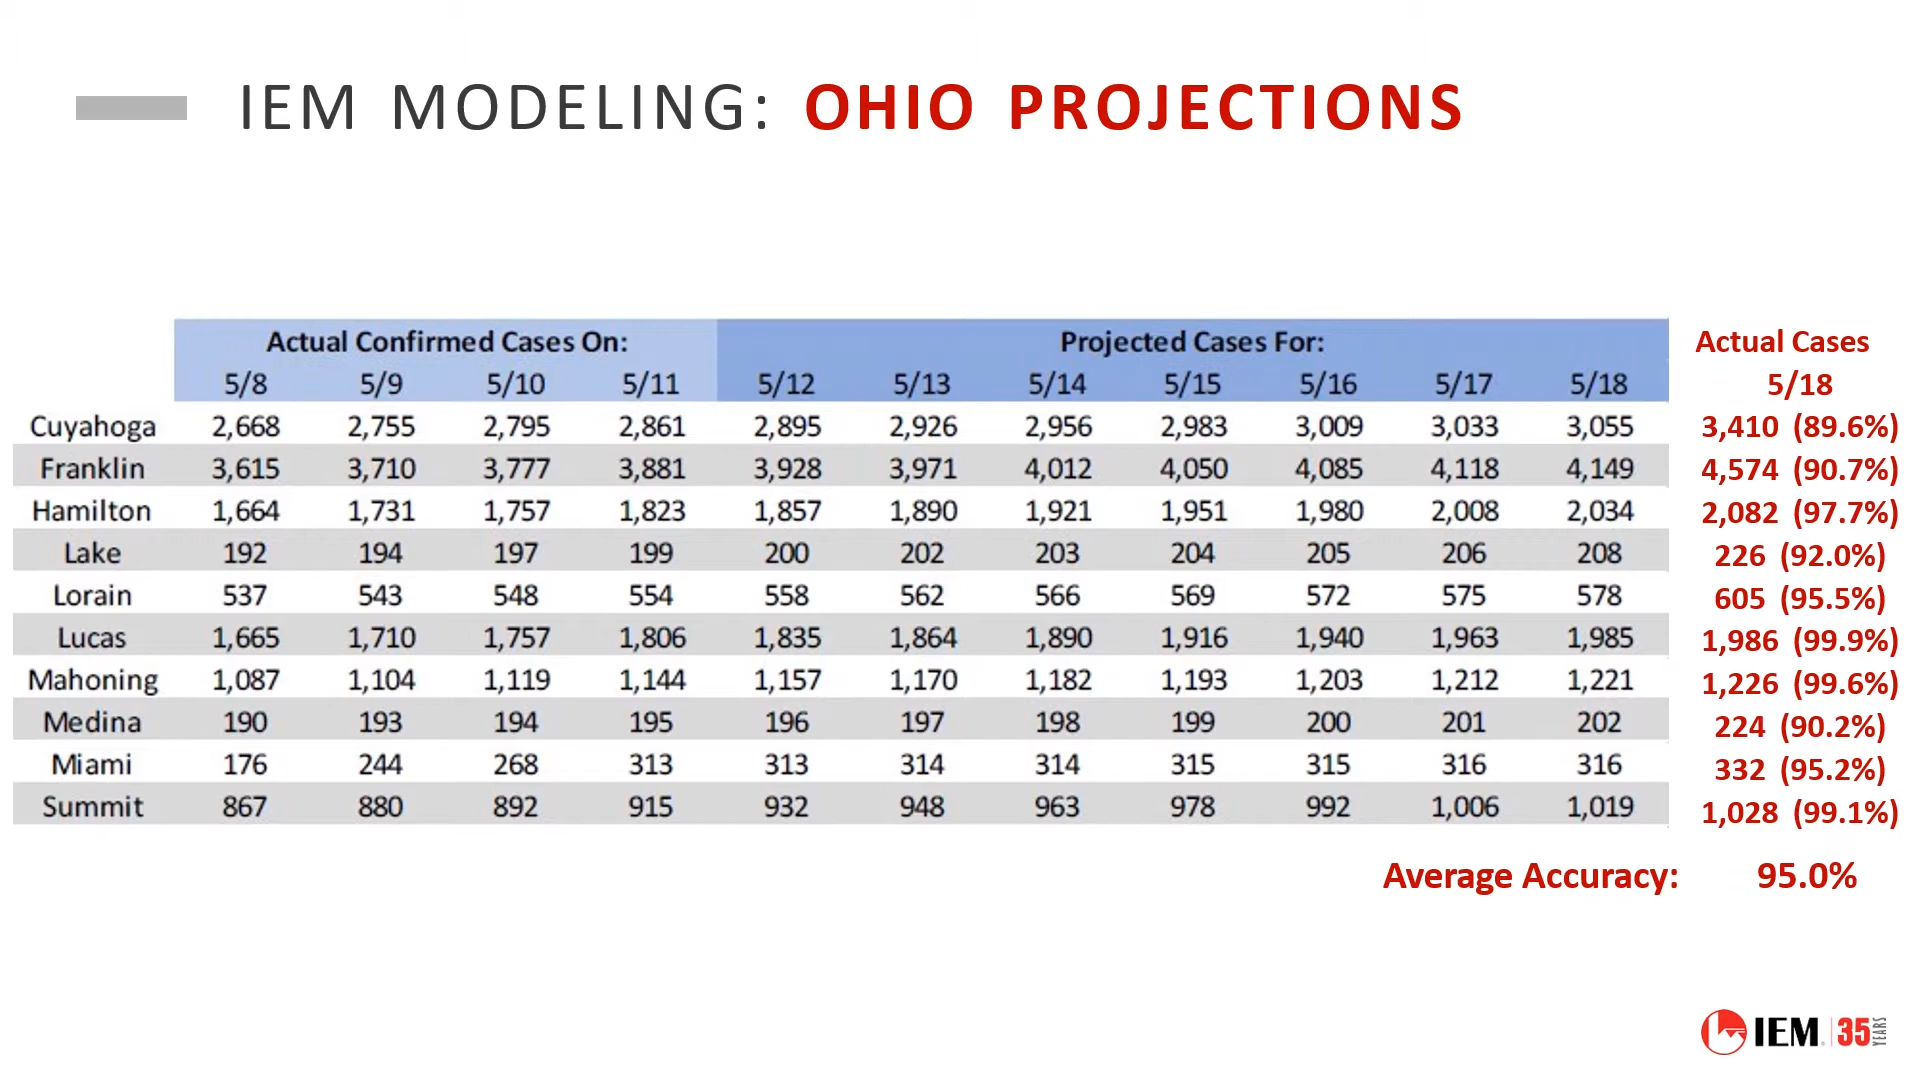 IEM MODELING: OHIO PROJECTIONS
Actual Confirmed Cases On: Projected Cases For: Actual Cases
5/8 5/9 5/10 5/11 5/12 5/13 5/14 5/15 5/16 5/17 5/18 5/18
Cuyahoga 2,668 2,755 2,795 2,861 2,895 2,926 2,956 2,983 3,009 3,033 3,055 3,410 (89.6%)
Franklin 3,615 3,710 3,777 3,881 3,928 3,971 4,012 4,050 4,085 4,118 4,149 4,574 (90.7%)
Hamilton 1,664 1,731 1,757 1,823 1,857 1,890 1,921 1,951 1,980 2,008 2,034 2,082 (97.7%)
Lake 192 194 197 199 200 202 203 204 205 206 208 226 (92.0%)
Lorain 537 543 548 554 558 562 566 569 572 575 578 605 (95.5%)
Lucas 1,665 1,710 1,757 1,806 1,835 1,864 1,890 1,916 1,940 1,963 1,985 1,986 (99.9%)
Mahoning 1,087 1,104 1,119 1,144 1,157 1,170 1,182 1,193 1,203 1,212 1,221 1,226 (99.6%)
Medina 190 193 194 195 196 197 198 199 200 201 202 224 (90.2%)
Miami 176 244 268 313 313 314 314 315 315 316 316 332 (95.2%)
Summit 867 880 892 915 932 948 963 978 992 1,006 1,019 1,028 (99.1%)
Average Accuracy: 95.0%
IEM 35 YEARS